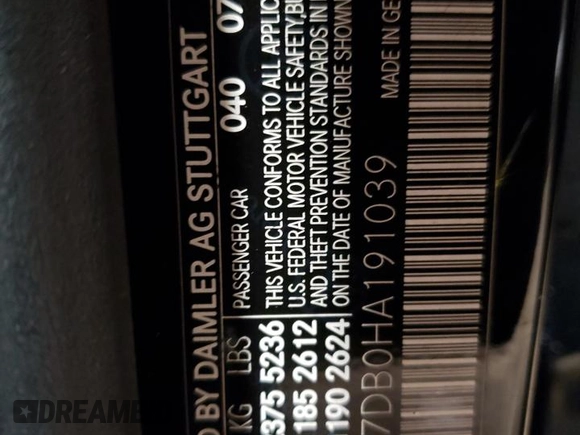 D BY DAIMLER AG STUTTGART
040 07
KG LBS PASSENGER CAR
375 5236 THIS VEHICLE CONFORMS TO ALL APPLIC
185 2612 U.S. FEDERAL MOTOR VEHICLE SAFETY, BU
190 2624 AND THEFT PREVENTION STANDARDS IN
ON THE DATE OF MANUFACTURE SHOWN
7DB0HA191039 MADE IN GE
DREAME